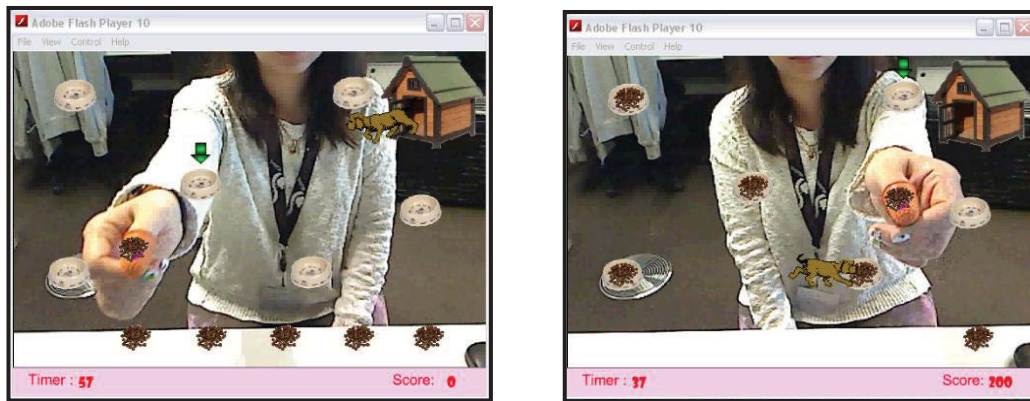 Adobe Flash Player 10
File View Control Help
Timer : 57 Score: 0
Adobe Flash Player 10
File View Control Help
Timer : 37 Score: 200